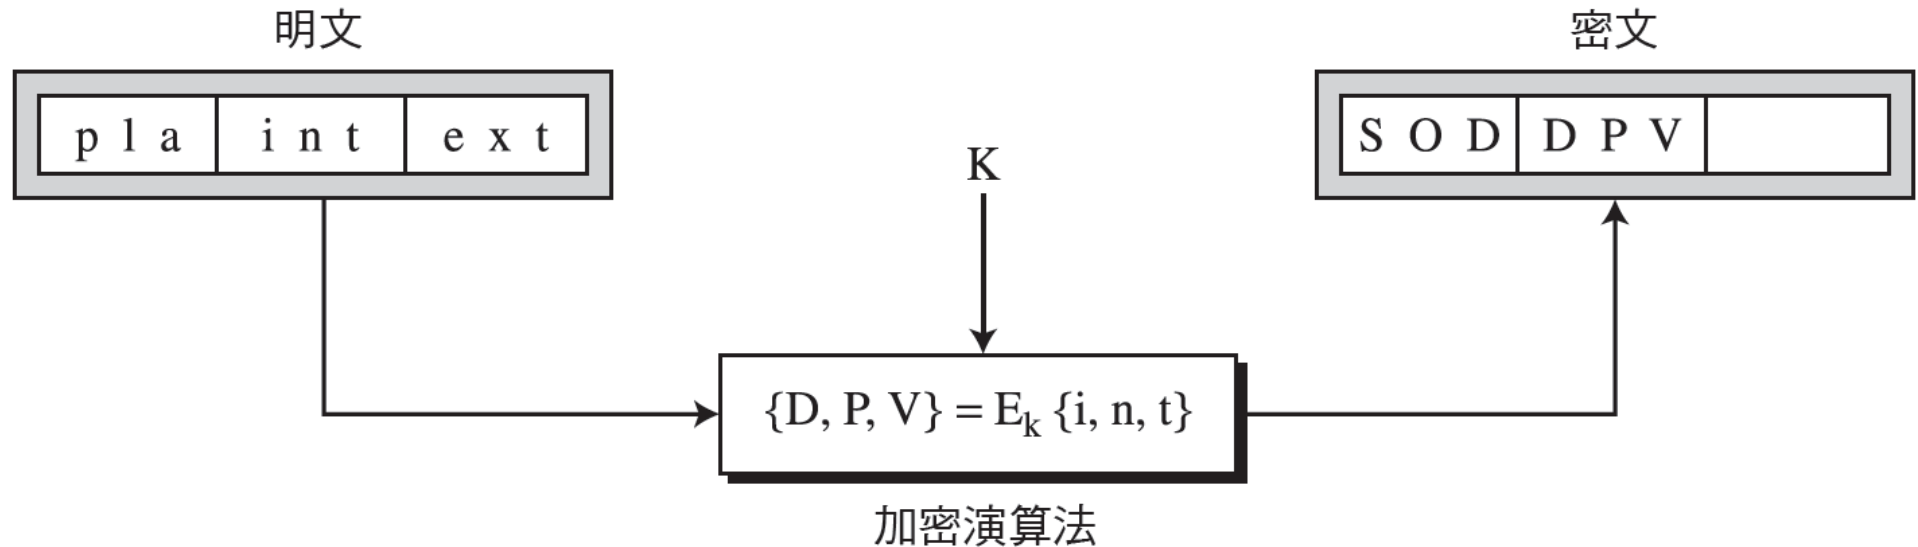 明文
密文
p l a i n t e x t
S O D D P V
K
{D, P, V} = Eₖ {i, n, t}
加密演算法